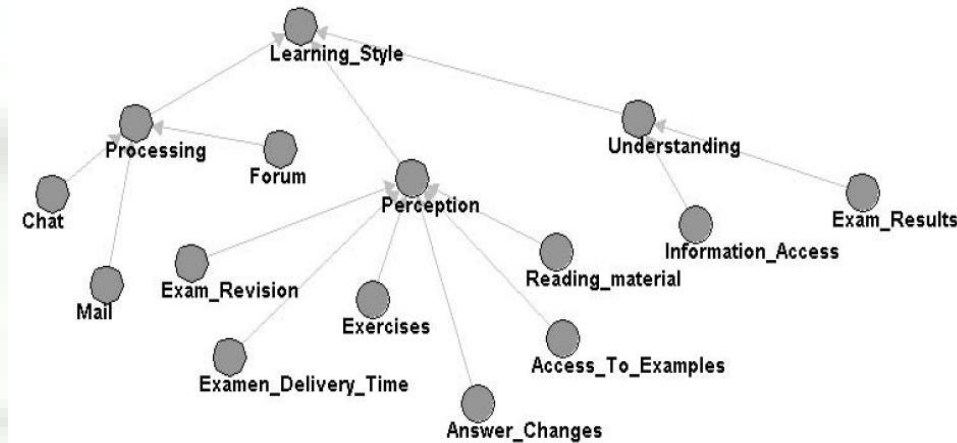 Learning_Style
Processing
Understanding
Forum
Perception
Chat
Exam_Results
Information_Access
Reading_material
Exam_Revision
Mail
Exercises
Access_To_Examples
Examen_Delivery_Time
Answer_Changes